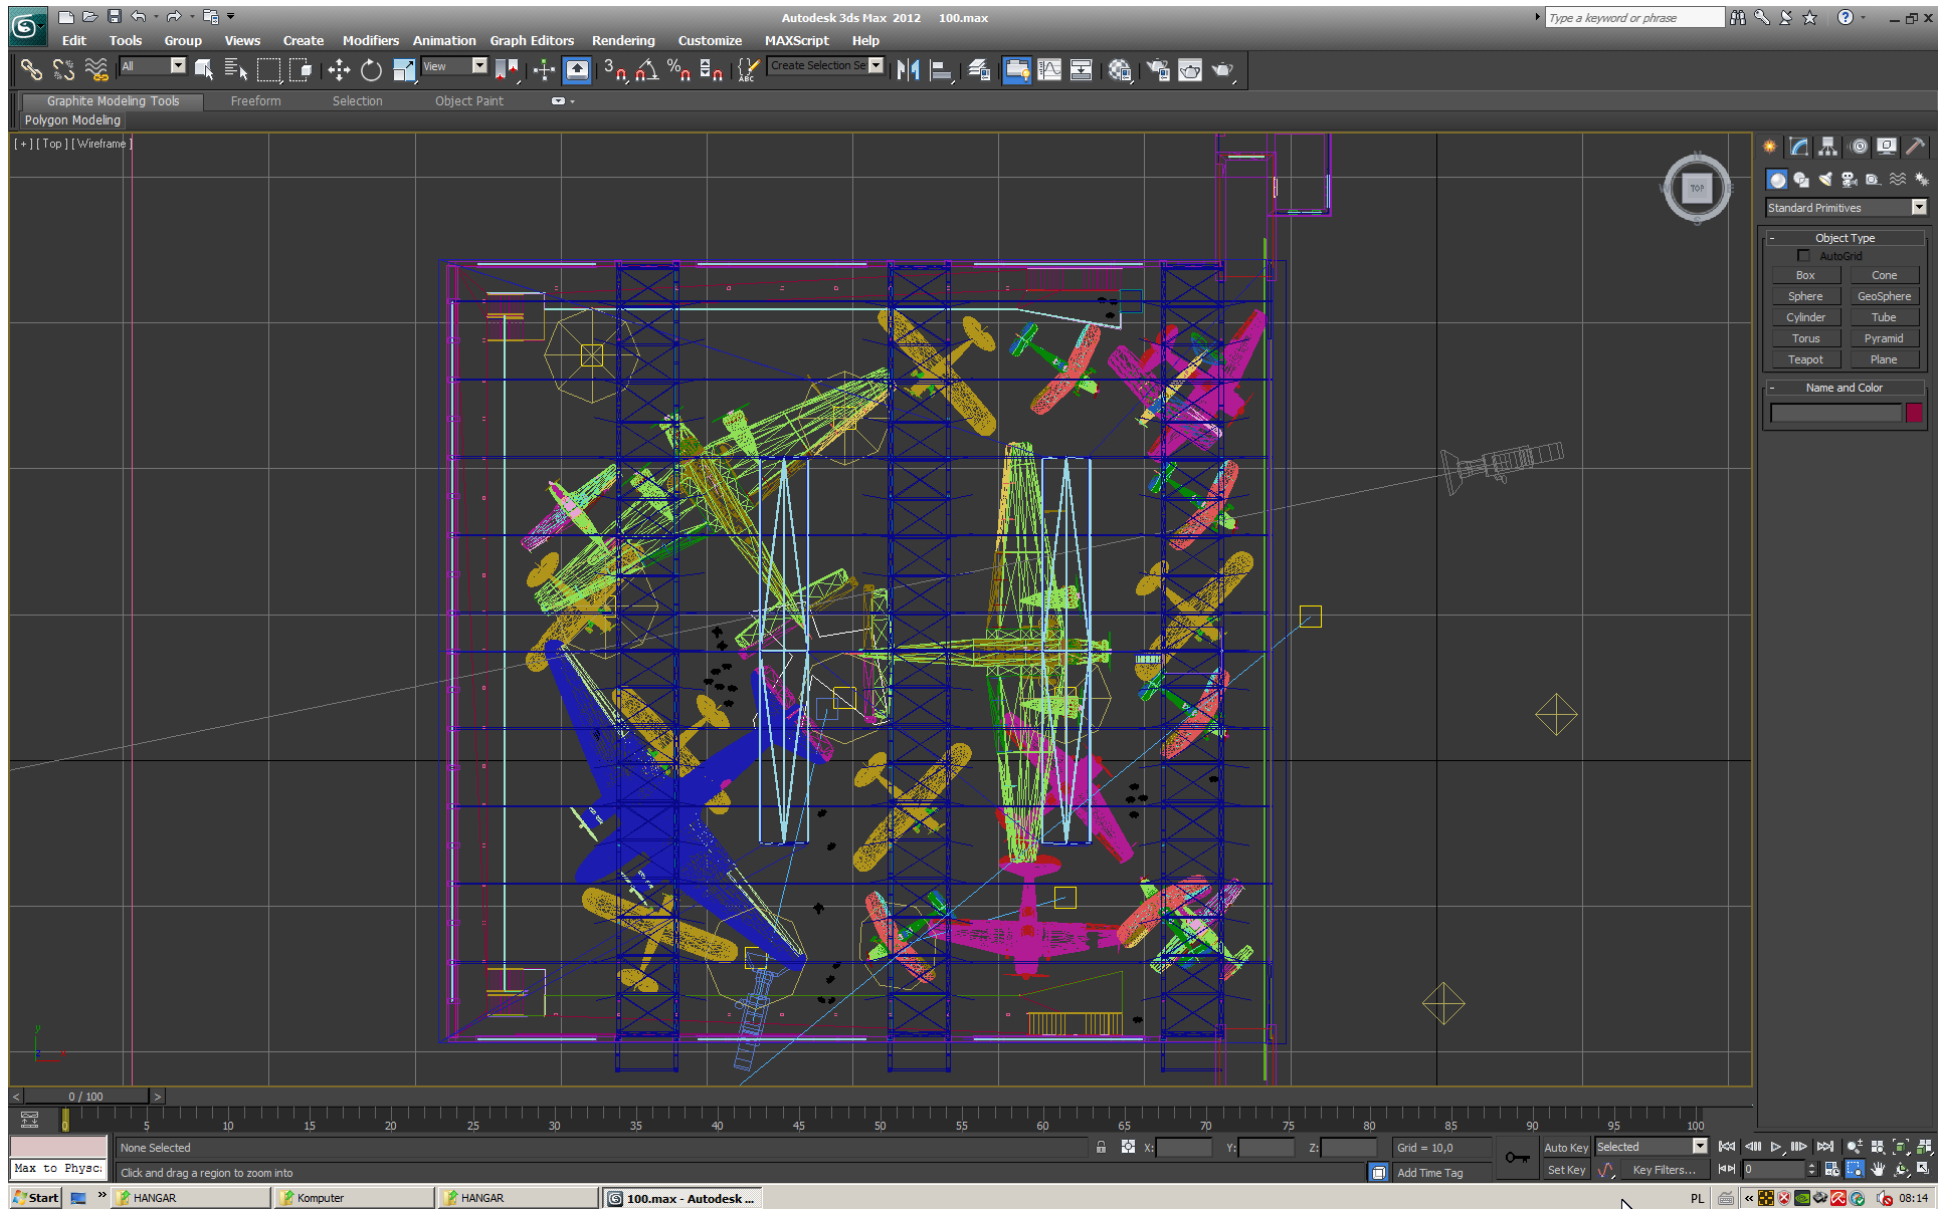 Autodesk 3ds Max 2012 100.max
Type a keyword or phrase
Edit Tools Group Views Create Modifiers Animation Graph Editors Rendering Customize MAXScript Help
All
View
3
ABC
Create Selection Se
Graphite Modeling Tools Freeform Selection Object Paint
Polygon Modeling
[ + ] [ Top ] [ Wireframe ]
N
W
TOP
S
Standard Primitives
- Object Type
AutoGrid
Box Cone
Sphere GeoSphere
Cylinder Tube
Torus Pyramid
Teapot Plane
- Name and Color
y
< 0 / 100 >
0 5 10 15 20 25 30 35 40 45 50 55 60 65 70 75 80 85 90 95 100
None Selected X: Y: Z: Grid = 10,0 Auto Key Selected
Max to Physc:
Click and drag a region to zoom into Add Time Tag Set Key Key Filters... 0
Start » HANGAR Komputer HANGAR 100.max - Autodesk ... PL « 08:14